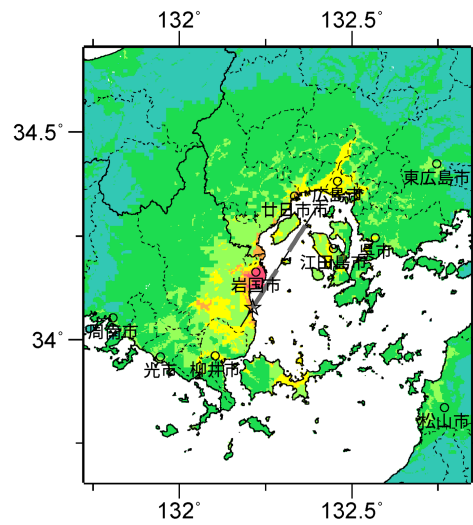 132° 132.5°
34.5°
東広島市
広島市
廿日市市
呉市
江田島市
岩国市
34°
周南市
光市 柳井市
松山市
132° 132.5°